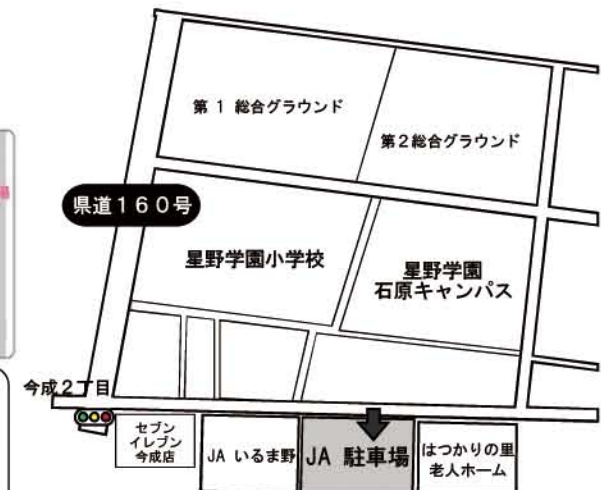 第1総合グラウンド
第2総合グラウンド
場
県道160号
星野学園小学校
星野学園
石原キャンパス
今成2丁目
セブン
イレブン
今成店
JA いるま野
JA 駐車場
はつかりの里
老人ホーム